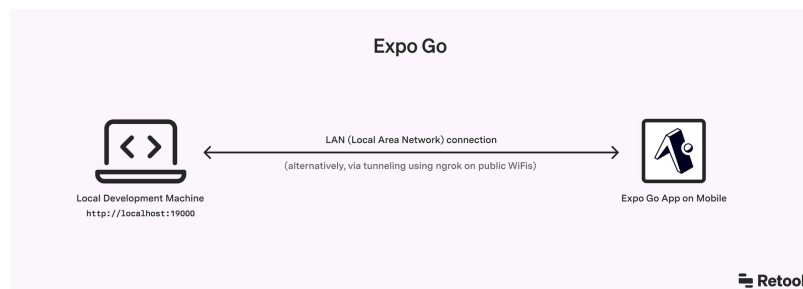 Expo Go
LAN (Local Area Network) connection
(alternatively, via tunneling using ngrok on public WiFis)
Local Development Machine
http://localhost:19000
Expo Go App on Mobile
Retool